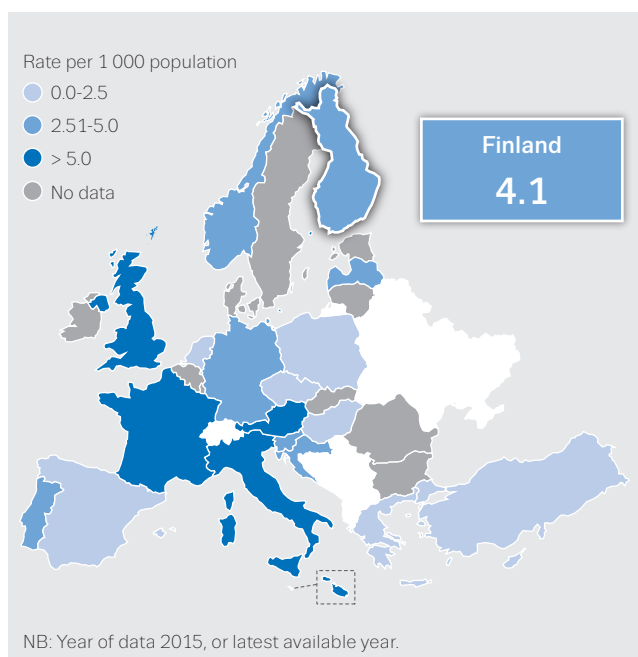 Rate per 1 000 population
0.0-2.5
2.51-5.0
> 5.0
No data
Finland
4.1
NB: Year of data 2015, or latest available year.